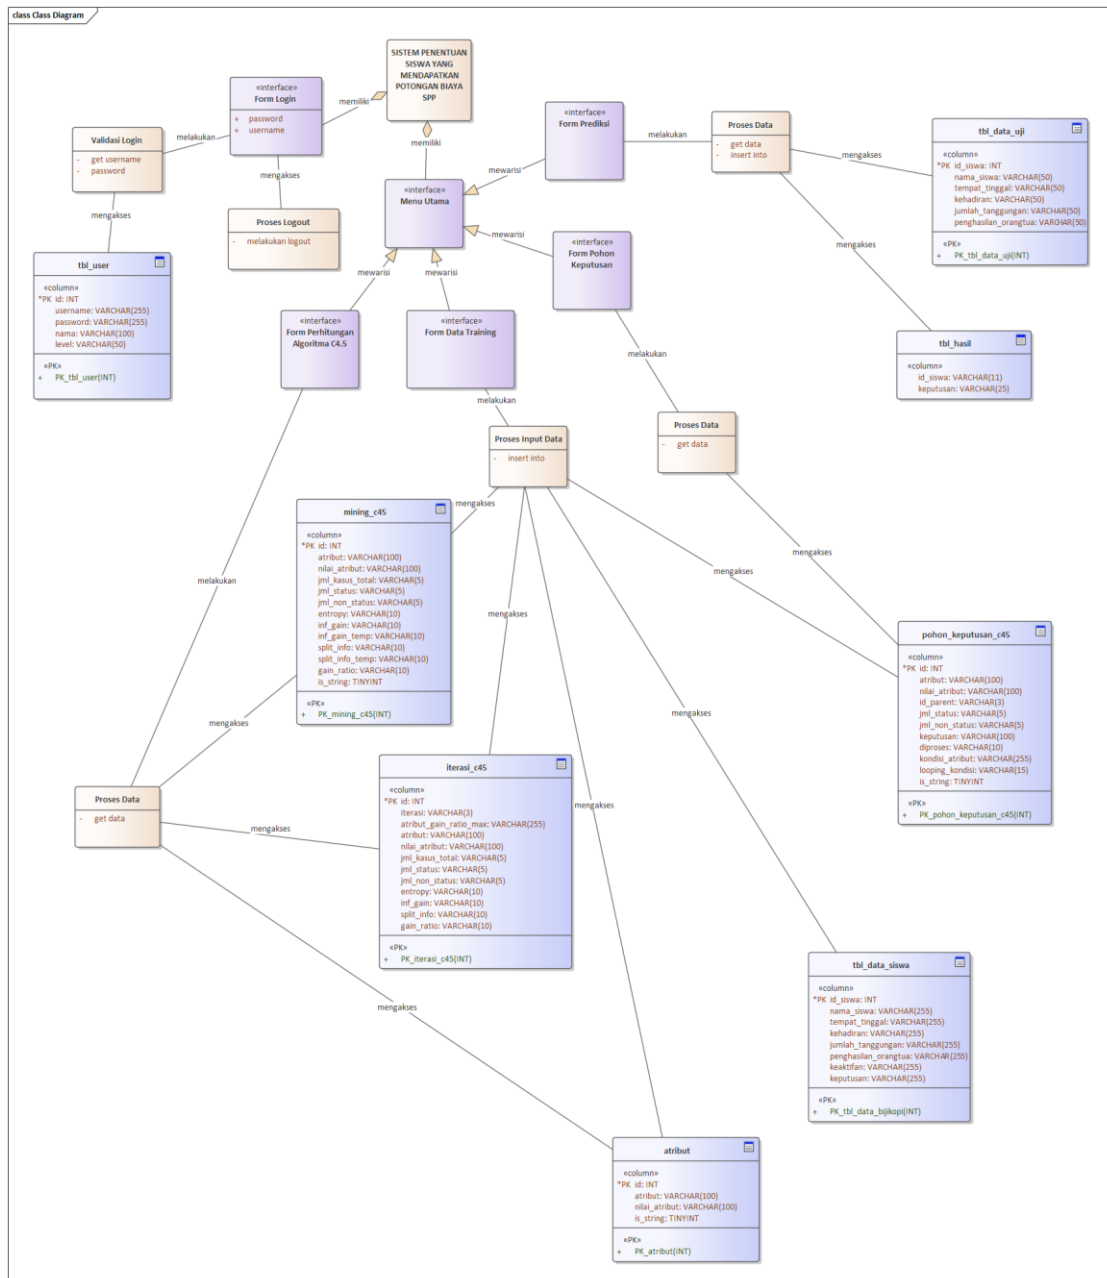 class Class Diagram
SISTEM PENENTUAN
SISWA YANG
MENDAPATKAN
POTONGAN BIAYA
SPP
«interface»
Form Login
+ password
+ username
memiliki
memiliki
melakukan
mengakses
Validasi Login
- get username
- password
mengakses
Proses Logout
- melakukan logout
tbl_user
«column»
*PK id: INT
username: VARCHAR(255)
password: VARCHAR(255)
nama: VARCHAR(100)
level: VARCHAR(50)
«PK»
+ PK_tbl_user(INT)
«interface»
Menu Utama
«interface»
Form Prediksi
mewarisi
mewarisi
mewarisi
mewarisi
melakukan
Proses Data
- get data
- insert into
mengakses
mengakses
tbl_data_uji
«column»
*PK id_siswa: INT
nama_siswa: VARCHAR(50)
tempat_tinggal: VARCHAR(50)
kehadiran: VARCHAR(50)
jumlah_tanggungan: VARCHAR(50)
penghasilan_orangtua: VARCHAR(50)
«PK»
+ PK_tbl_data_uji(INT)
«interface»
Form Pohon
Keputusan
melakukan
tbl_hasil
«column»
id_siswa: VARCHAR(11)
keputusan: VARCHAR(25)
«interface»
Form Perhitungan
Algoritma C4.5
«interface»
Form Data Training
melakukan
Proses Data
- get data
Proses Input Data
- insert into
mengakses
mengakses
mengakses
mengakses
mengakses
mengakses
melakukan
mining_c45
«column»
*PK id: INT
atribut: VARCHAR(100)
nilai_atribut: VARCHAR(100)
jml_kasus_total: VARCHAR(5)
jml_status: VARCHAR(5)
jml_non_status: VARCHAR(5)
entropy: VARCHAR(10)
inf_gain: VARCHAR(10)
inf_gain_temp: VARCHAR(10)
split_info: VARCHAR(10)
split_info_temp: VARCHAR(10)
gain_ratio: VARCHAR(10)
is_string: TINYINT
«PK»
+ PK_mining_c45(INT)
pohon_keputusan_c45
«column»
*PK id: INT
atribut: VARCHAR(100)
nilai_atribut: VARCHAR(100)
id_parent: VARCHAR(3)
jml_status: VARCHAR(5)
jml_non_status: VARCHAR(5)
keputusan: VARCHAR(100)
diproses: VARCHAR(10)
kondisi_atribut: VARCHAR(255)
looping_kondisi: VARCHAR(15)
is_string: TINYINT
«PK»
+ PK_pohon_keputusan_c45(INT)
mengakses
Proses Data
- get data
mengakses
mengakses
iterasi_c45
«column»
*PK id: INT
iterasi: VARCHAR(3)
atribut_gain_ratio_max: VARCHAR(255)
atribut: VARCHAR(100)
nilai_atribut: VARCHAR(100)
jml_kasus_total: VARCHAR(5)
jml_status: VARCHAR(5)
jml_non_status: VARCHAR(5)
entropy: VARCHAR(10)
inf_gain: VARCHAR(10)
split_info: VARCHAR(10)
gain_ratio: VARCHAR(10)
«PK»
+ PK_iterasi_c45(INT)
tbl_data_siswa
«column»
*PK id_siswa: INT
nama_siswa: VARCHAR(255)
tempat_tinggal: VARCHAR(255)
kehadiran: VARCHAR(255)
jumlah_tanggungan: VARCHAR(255)
penghasilan_orangtua: VARCHAR(255)
keaktifan: VARCHAR(255)
keputusan: VARCHAR(255)
«PK»
+ PK_tbl_data_bijikopi(INT)
atribut
«column»
*PK id: INT
atribut: VARCHAR(100)
nilai_atribut: VARCHAR(100)
is_string: TINYINT
«PK»
+ PK_atribut(INT)